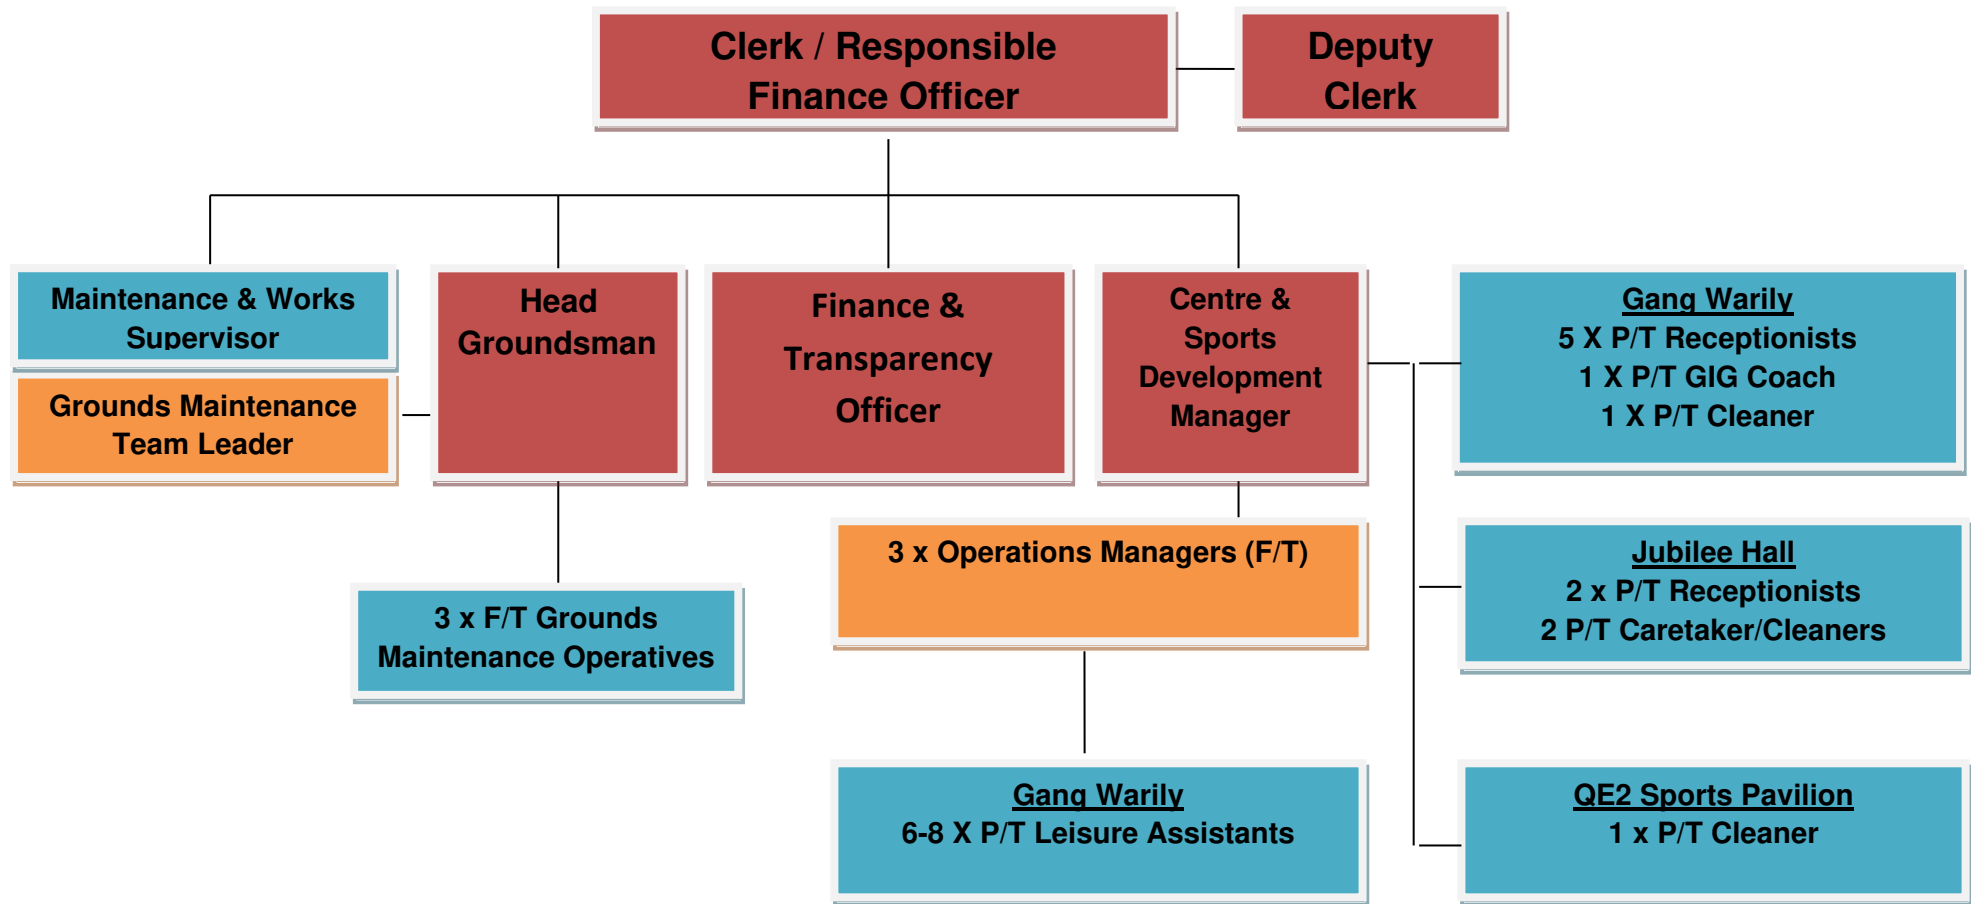 Clerk / Responsible
Finance Officer
Deputy
Clerk
Maintenance & Works
Supervisor
Grounds Maintenance
Team Leader
Head
Groundsman
Finance &
Transparency
Officer
Centre &
Sports
Development
Manager
Gang Warily
5 X P/T Receptionists
1 X P/T GIG Coach
1 X P/T Cleaner
3 x F/T Grounds
Maintenance Operatives
3 x Operations Managers (F/T)
Jubilee Hall
2 x P/T Receptionists
2 P/T Caretaker/Cleaners
Gang Warily
6-8 X P/T Leisure Assistants
QE2 Sports Pavilion
1 x P/T Cleaner